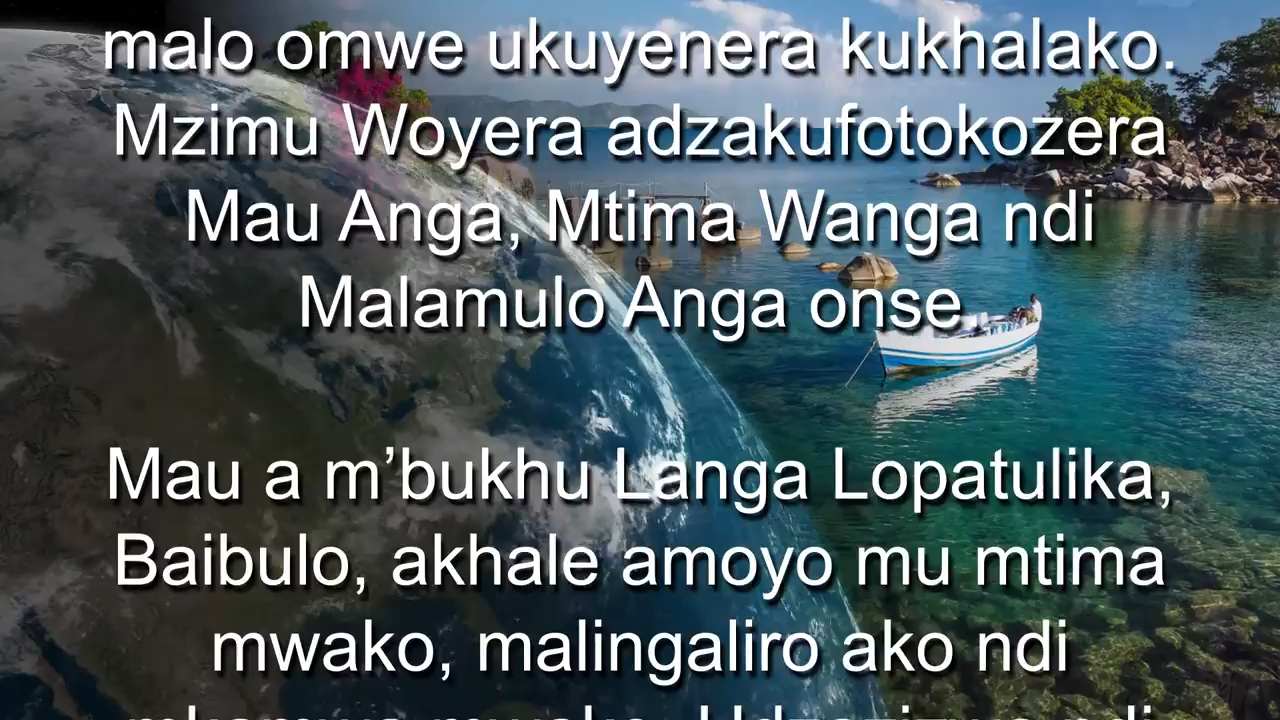 malo omwe ukuyenera kukhalako.
Mzimu Woyera adzakufotokozera
Mau Anga, Mtima Wanga ndi
Malamulo Anga onse.
Mau a m’bukhu Langa Lopatulika,
Baibulo, akhale amoyo mu mtima
mwako, malingaliro ako ndi